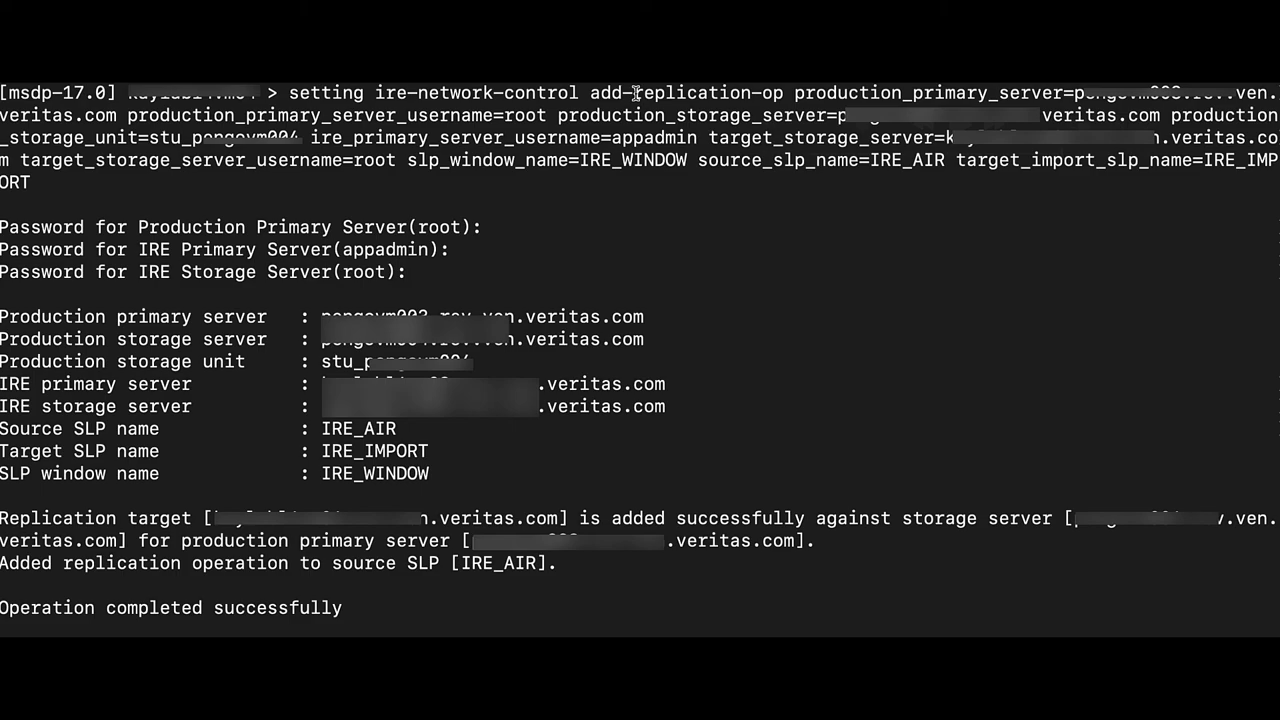 [msdp-17.0] > setting ire-network-control add-replication-op production_primary_server= .ven.
veritas.com production_primary_server_username=root production_storage_server= veritas.com production
_storage_unit=stu_ ire_primary_server_username=appadmin target_storage_server= .veritas.co
m target_storage_server_username=root slp_window_name=IRE_WINDOW source_slp_name=IRE_AIR target_import_slp_name=IRE_IMP
ORT
Password for Production Primary Server(root):
Password for IRE Primary Server(appadmin):
Password for IRE Storage Server(root):
Production primary server : .veritas.com
Production storage server : .veritas.com
Production storage unit : stu_
IRE primary server : .veritas.com
IRE storage server : .veritas.com
Source SLP name : IRE_AIR
Target SLP name : IRE_IMPORT
SLP window name : IRE_WINDOW
Replication target [ .veritas.com] is added successfully against storage server [ .ven.
veritas.com] for production primary server [ .veritas.com].
Added replication operation to source SLP [IRE_AIR].
Operation completed successfully